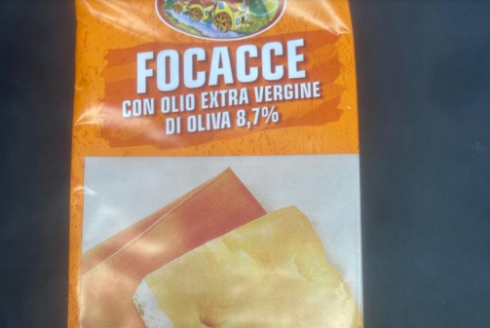 FOCACCE
CON OLIO EXTRA VERGINE
DI OLIVA 8,7%